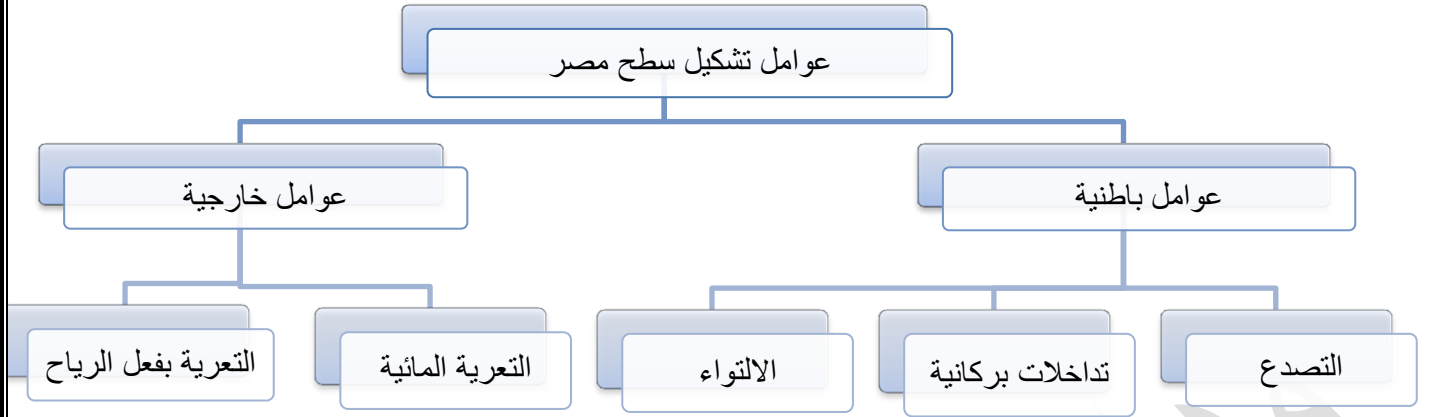 عوامل تشكيل سطح مصر
عوامل باطنية
عوامل خارجية
التصدع
تداخلات بركانية
الالتواء
التعرية المائية
التعرية بفعل الرياح